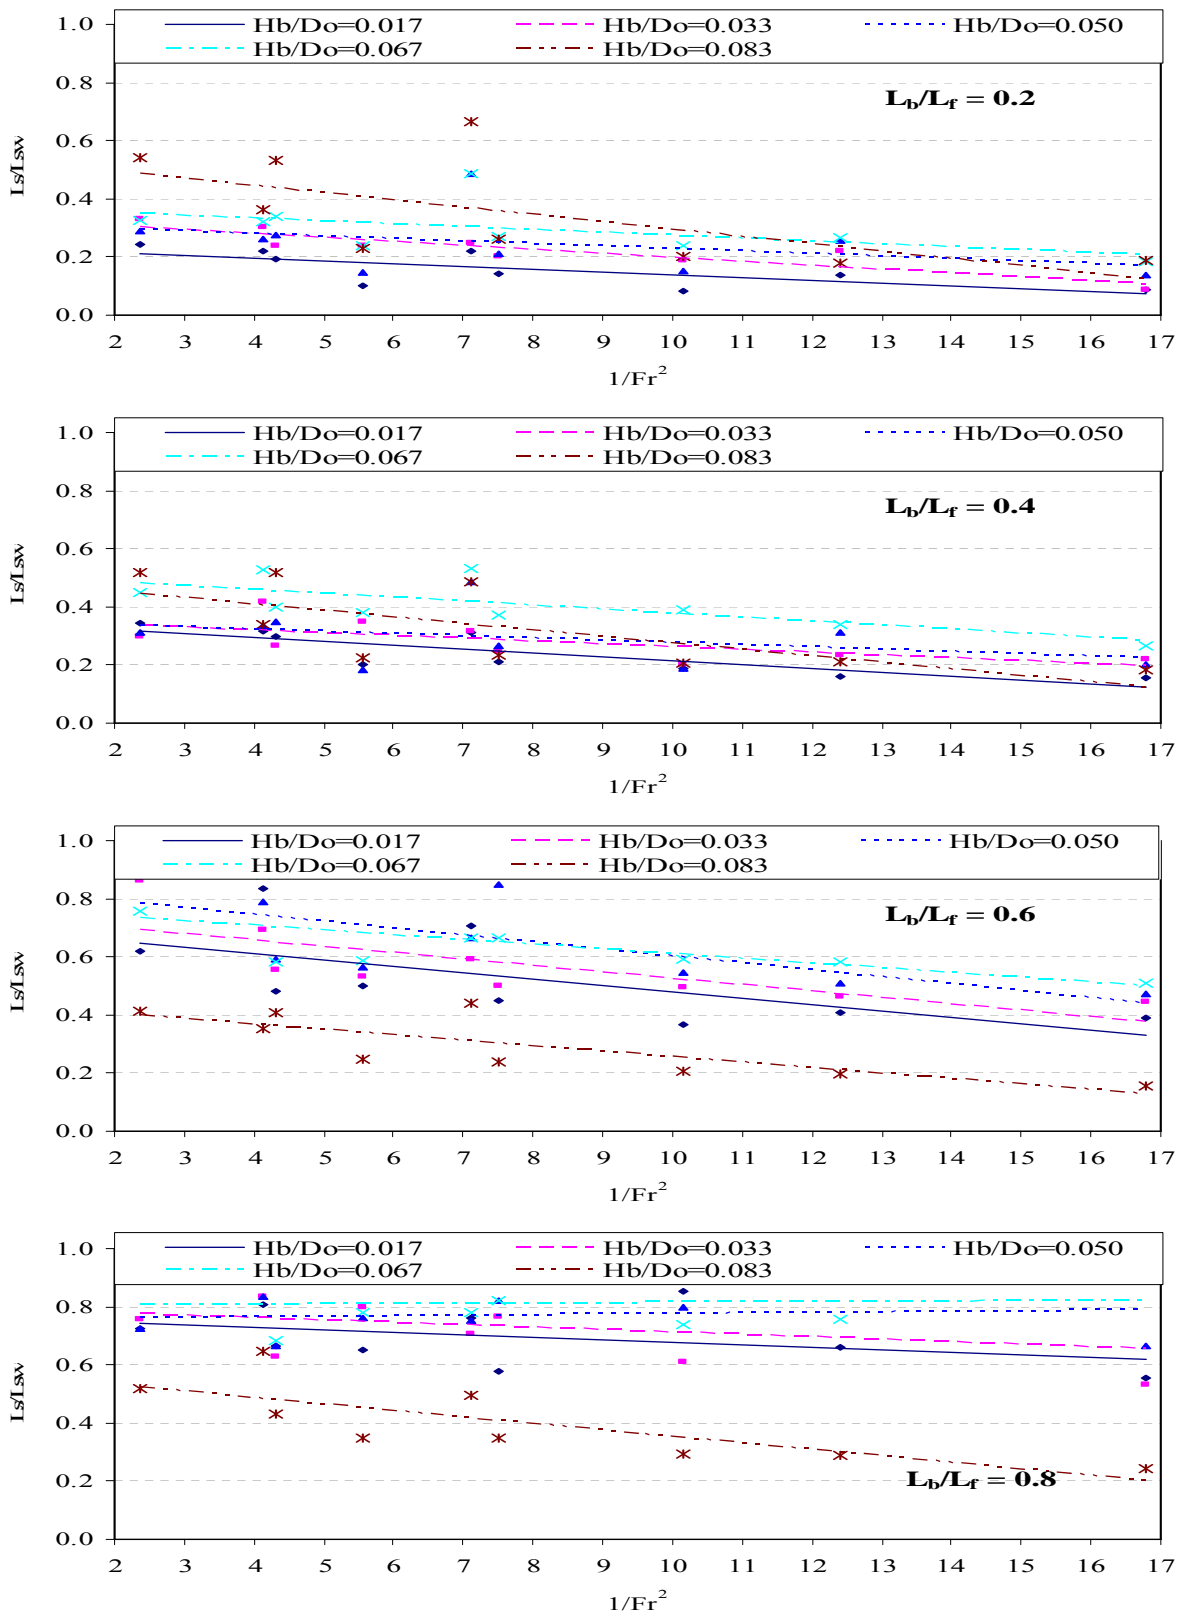 1.0
Hb/Do=0.017 Hb/Do=0.033 Hb/Do=0.050
Hb/Do=0.067 Hb/Do=0.083
0.8
Lb/Lf = 0.2
0.6
Ls/Lsw
0.4
0.2
0.0
2 3 4 5 6 7 8 9 10 11 12 13 14 15 16 17
1/Fr²
1.0
Hb/Do=0.017 Hb/Do=0.033 Hb/Do=0.050
Hb/Do=0.067 Hb/Do=0.083
0.8
Lb/Lf = 0.4
0.6
Ls/Lsw
0.4
0.2
0.0
2 3 4 5 6 7 8 9 10 11 12 13 14 15 16 17
1/Fr²
1.0
Hb/Do=0.017 Hb/Do=0.033 Hb/Do=0.050
Hb/Do=0.067 Hb/Do=0.083
0.8
Lb/Lf = 0.6
0.6
Ls/Lsw
0.4
0.2
0.0
2 3 4 5 6 7 8 9 10 11 12 13 14 15 16 17
1/Fr²
1.0
Hb/Do=0.017 Hb/Do=0.033 Hb/Do=0.050
Hb/Do=0.067 Hb/Do=0.083
0.8
0.6
Ls/Lsw
0.4
0.2
Lb/Lf = 0.8
0.0
2 3 4 5 6 7 8 9 10 11 12 13 14 15 16 17
1/Fr²